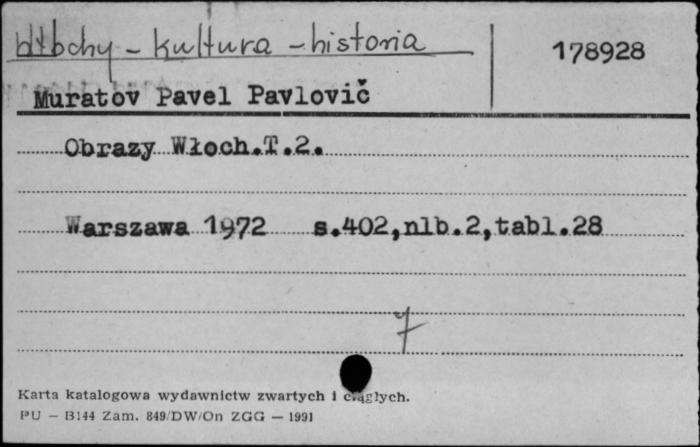 Włochy - kultura - historia
178928
Muratov Pavel Pavlovič
Obrazy Włoch.T.2.
Warszawa 1972 s.402,nlb.2,tabl.28
7
Karta katalogowa wydawnictw zwartych i ciągłych.
PU — B144 Zam. 849/DW/On ZGG — 1991